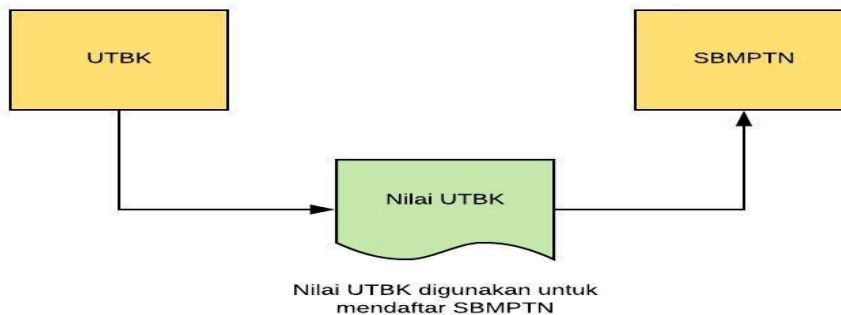 UTBK
SBMPTN
Nilai UTBK
Nilai UTBK digunakan untuk
mendaftar SBMPTN